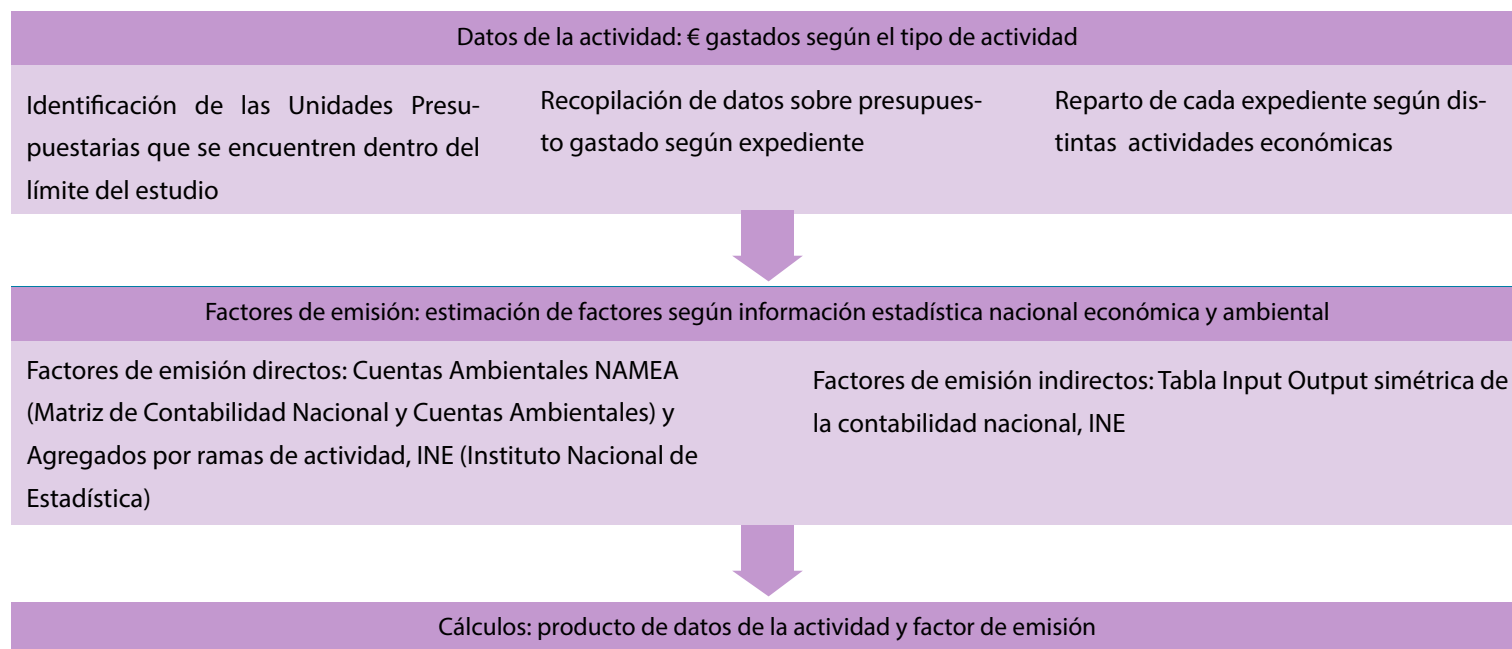 Datos de la actividad: € gastados según el tipo de actividad
Identificación de las Unidades Presu-
puestarias que se encuentren dentro del
límite del estudio
Recopilación de datos sobre presupues-
to gastado según expediente
Reparto de cada expediente según dis-
tintas actividades económicas
Factores de emisión: estimación de factores según información estadística nacional económica y ambiental
Factores de emisión directos: Cuentas Ambientales NAMEA
(Matriz de Contabilidad Nacional y Cuentas Ambientales) y
Agregados por ramas de actividad, INE (Instituto Nacional de
Estadística)
Factores de emisión indirectos: Tabla Input Output simétrica de
la contabilidad nacional, INE
Cálculos: producto de datos de la actividad y factor de emisión